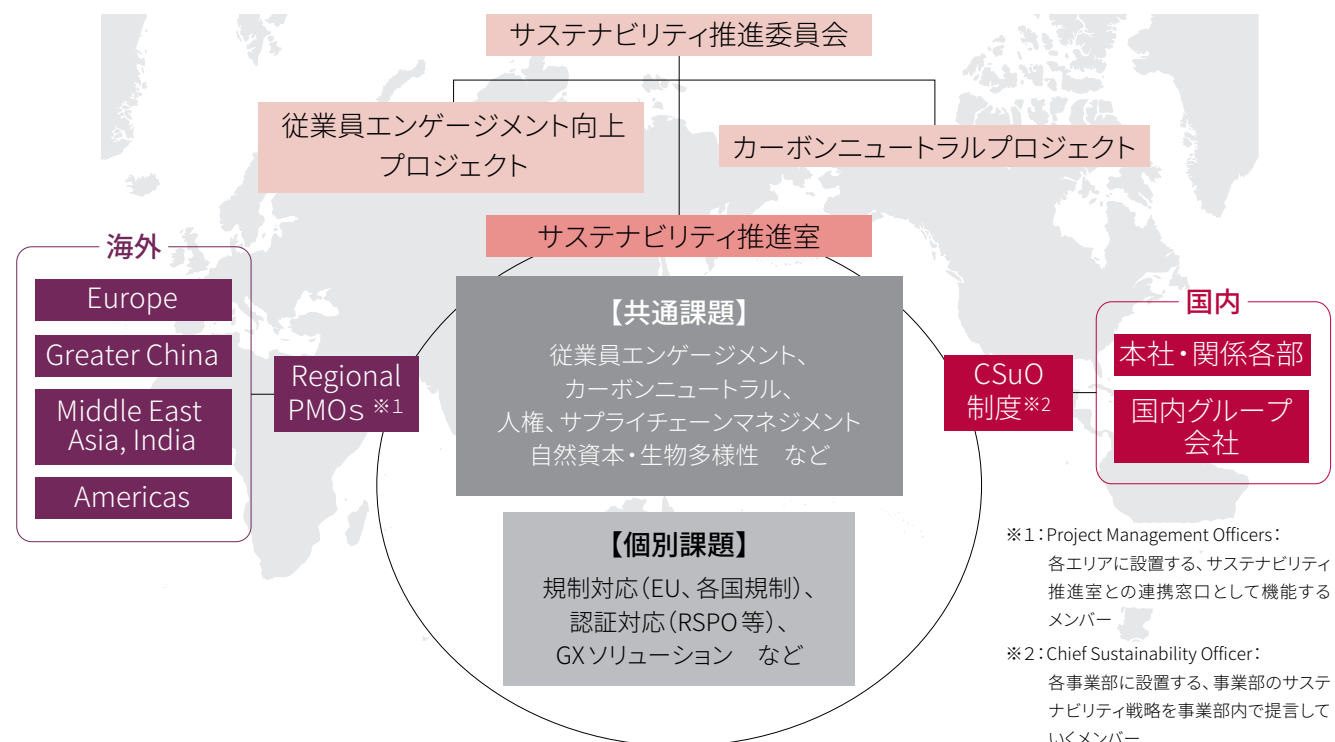 サステナビリティ推進委員会
従業員エンゲージメント向上
プロジェクト
カーボンニュートラルプロジェクト
サステナビリティ推進室
海外
Europe
Greater China
Middle East
Asia, India
Americas
Regional
PMOs ※1
【共通課題】
従業員エンゲージメント、
カーボンニュートラル、
人権、サプライチェーンマネジメント
自然資本・生物多様性　など
【個別課題】
規制対応（EU、各国規制）、
認証対応（RSPO 等）、
GXソリューション　など
CSuO
制度※2
国内
本社・関係各部
国内グループ
会社
※1：Project Management Officers：
各エリアに設置する、サステナビリティ
推進室との連携窓口として機能する
メンバー
※2：Chief Sustainability Officer：
各事業部に設置する、事業部のサステ
ナビリティ戦略を事業部内で提言して
いくメンバー